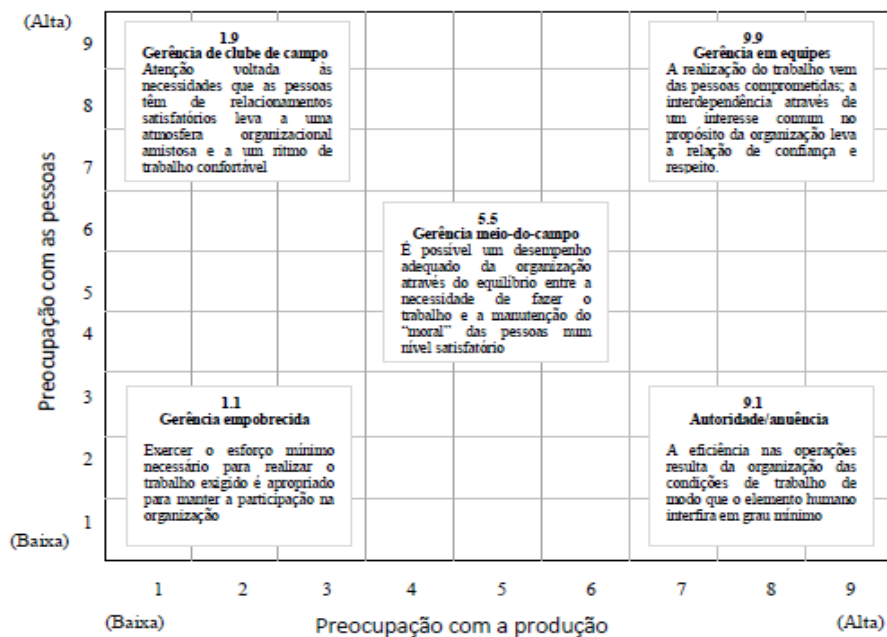 (Alta)
9
8
7
6
5
4
3
2
1
(Baixa)
Preocupação com as pessoas
1.9
Gerência de clube de campo
Atenção voltada às
necessidades que as pessoas
têm de relacionamentos
satisfatórios leva a uma
atmosfera organizacional
amistosa e a um ritmo de
trabalho confortável
9.9
Gerência em equipes
A realização do trabalho vem
das pessoas comprometidas; a
interdependência através de
um interesse comum no
propósito da organização leva
a relação de confiança e
respeito.
5.5
Gerência meio-do-campo
É possível um desempenho
adequado da organização
através do equilíbrio entre a
necessidade de fazer o
trabalho e a manutenção do
“moral” das pessoas num
nível satisfatório
1.1
Gerência empobrecida
Exercer o esforço mínimo
necessário para realizar o
trabalho exigido é apropriado
para manter a participação na
organização
9.1
Autoridade/anuência
A eficiência nas operações
resulta da organização das
condições de trabalho de
modo que o elemento humano
interfira em grau mínimo
1 2 3 4 5 6 7 8 9
(Baixa) Preocupação com a produção (Alta)